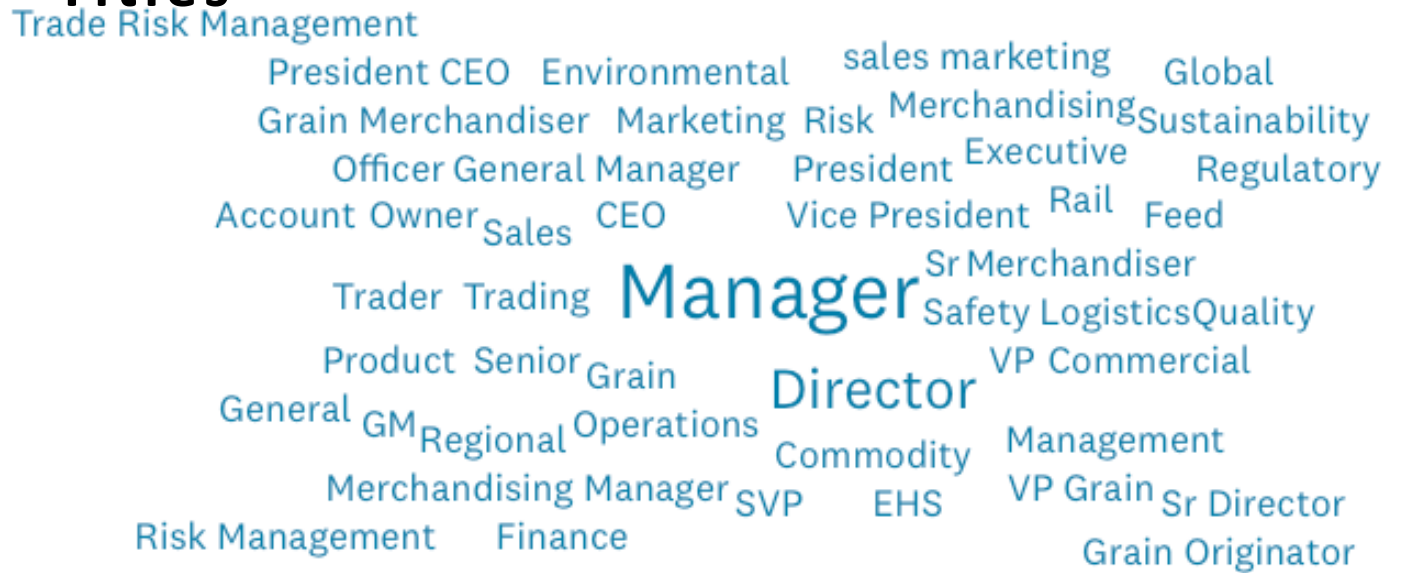 Titles
Trade Risk Management
President CEO Environmental sales marketing Global
Grain Merchandiser Marketing Risk Merchandising Sustainability
Officer General Manager President Executive Regulatory
Account Owner Sales CEO Vice President Rail Feed
Sr Merchandiser
Trader Trading Manager Safety Logistics Quality
Product Senior Grain Director VP Commercial
General GM Regional Operations Commodity Management
Merchandising Manager SVP EHS VP Grain Sr Director
Risk Management Finance Grain Originator